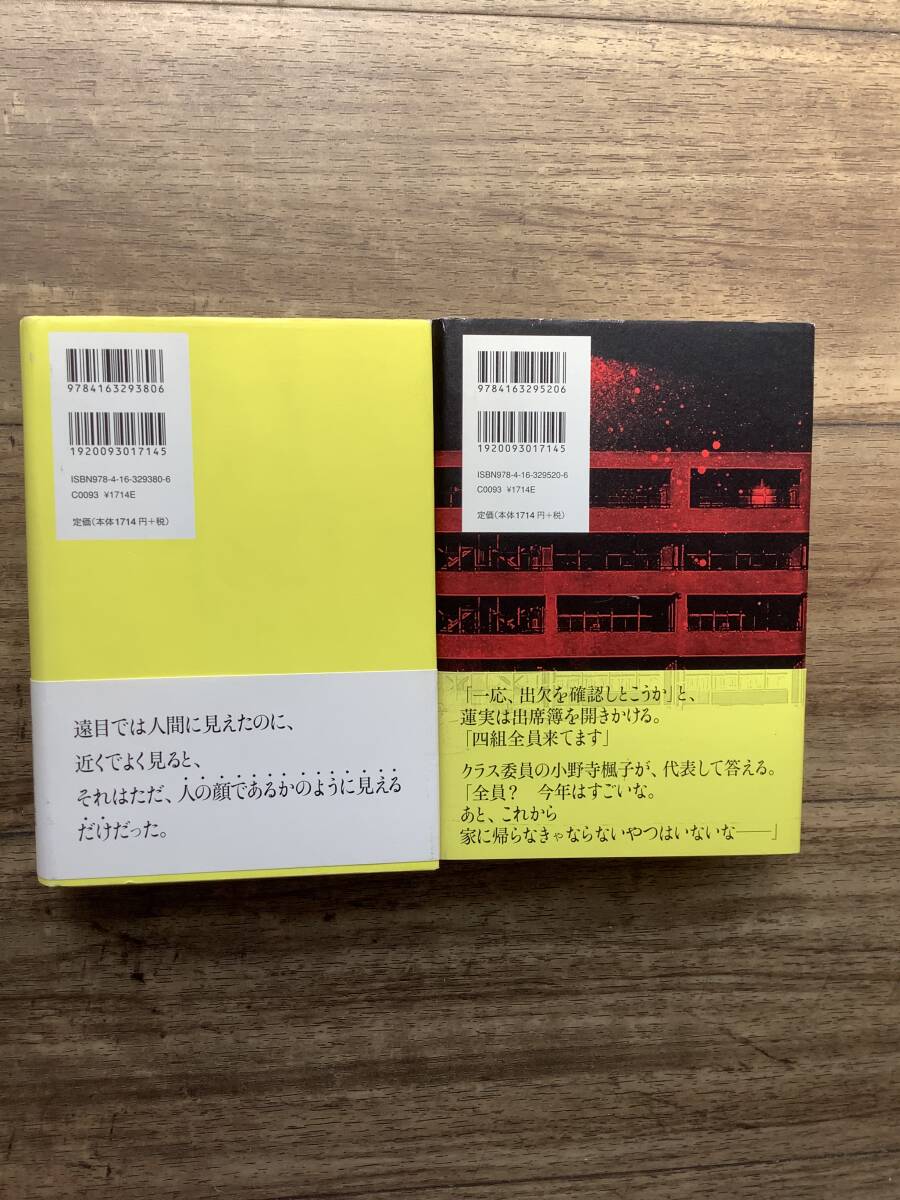 9784163293806
1920093017145
ISBN978-4-16-329380-6
C0093 ¥1714E
定価(本体1714円+税)
遠目では人間に見えたのに、
近くでよく見ると、
それはただ、人の顔であるかのように見える
だけだった。
9784163295206
1920093017145
ISBN978-4-16-329520-6
C0093 ¥1714E
定価(本体1714円+税)
「一応、出欠を確認しとこうか」と、
蓮実は出席簿を開きかける。
「四組全員来てます」
クラス委員の小野寺楓子が、代表して答える。
「全員？　今年はすごいな。
あと、これから
家に帰らなきゃならないやつはいないな――」